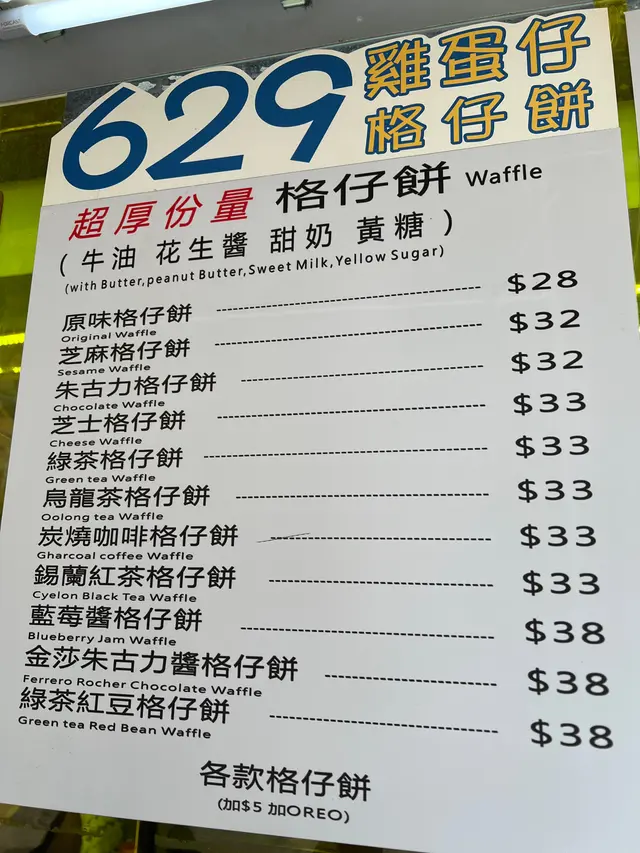 629 雞蛋仔
格仔餅
超厚份量 格仔餅 Waffle
(牛油 花生醬 甜奶 黃糖)
(with Butter,peanut Butter,Sweet Milk,Yellow Sugar)
原味格仔餅 $28
Original Waffle
芝麻格仔餅 $32
Sesame Waffle
朱古力格仔餅 $32
Chocolate Waffle
芝士格仔餅 $33
Cheese Waffle
綠茶格仔餅 $33
Green tea Waffle
烏龍茶格仔餅 $33
Oolong tea Waffle
炭燒咖啡格仔餅 $33
Gharcoal coffee Waffle
錫蘭紅茶格仔餅 $33
Cyelon Black Tea Waffle
藍莓醬格仔餅 $38
Blueberry Jam Waffle
金莎朱古力醬格仔餅 $38
Ferrero Rocher Chocolate Waffle
綠茶紅豆格仔餅 $38
Green tea Red Bean Waffle
各款格仔餅
(加$5 加OREO)